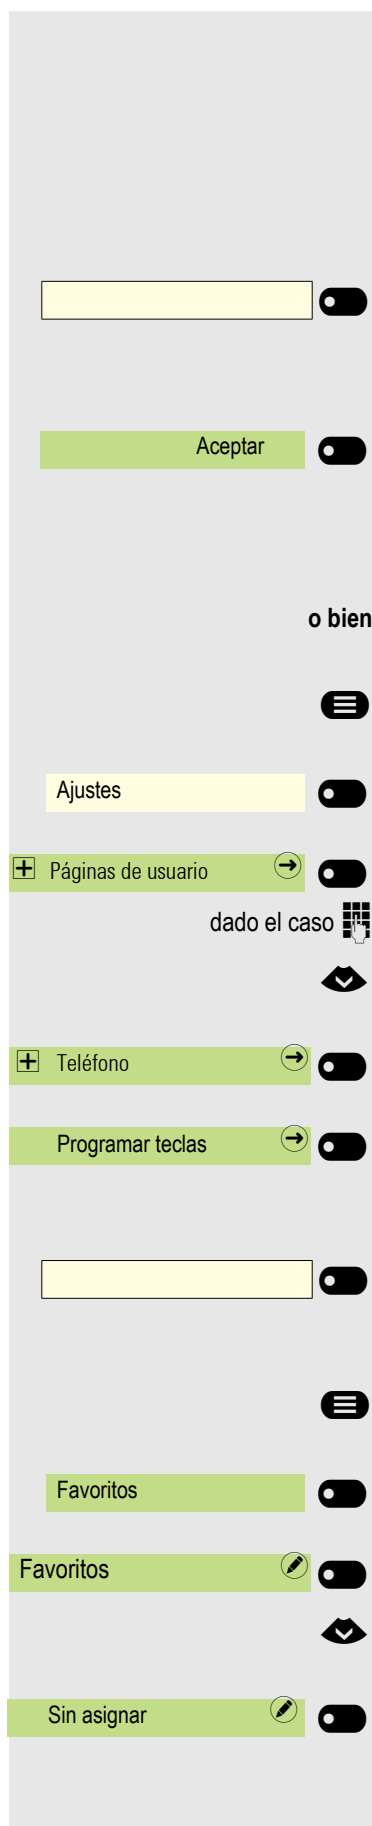 Aceptar
o bien
Ajustes
Páginas de usuario
dado el caso
Teléfono
Programar teclas
Favoritos
Favoritos
Sin asignar